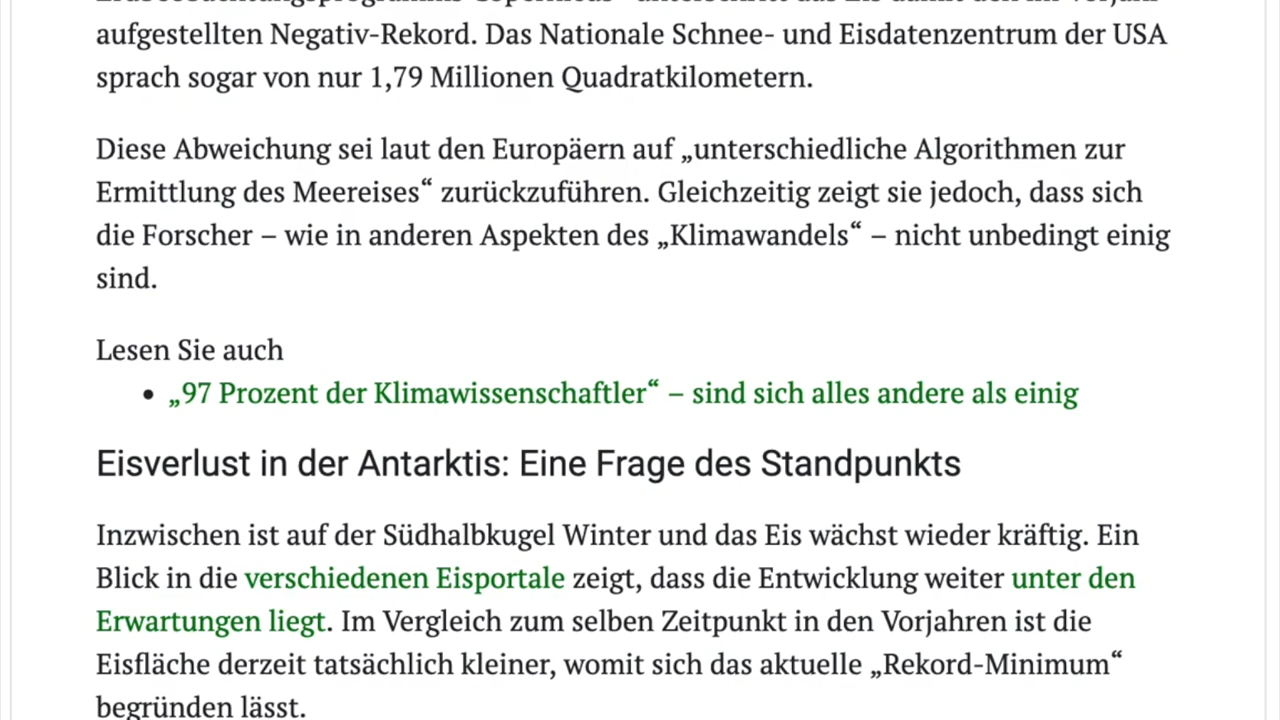 aufgestellten Negativ-Rekord. Das Nationale Schnee- und Eisdatenzentrum der USA
sprach sogar von nur 1,79 Millionen Quadratkilometern.
Diese Abweichung sei laut den Europäern auf „unterschiedliche Algorithmen zur
Ermittlung des Meereises“ zurückzuführen. Gleichzeitig zeigt sie jedoch, dass sich
die Forscher – wie in anderen Aspekten des „Klimawandels“ – nicht unbedingt einig
sind.
Lesen Sie auch
• „97 Prozent der Klimawissenschaftler“ – sind sich alles andere als einig
Eisverlust in der Antarktis: Eine Frage des Standpunkts
Inzwischen ist auf der Südhalbkugel Winter und das Eis wächst wieder kräftig. Ein
Blick in die verschiedenen Eisportale zeigt, dass die Entwicklung weiter unter den
Erwartungen liegt. Im Vergleich zum selben Zeitpunkt in den Vorjahren ist die
Eisfläche derzeit tatsächlich kleiner, womit sich das aktuelle „Rekord-Minimum“
begründen lässt.